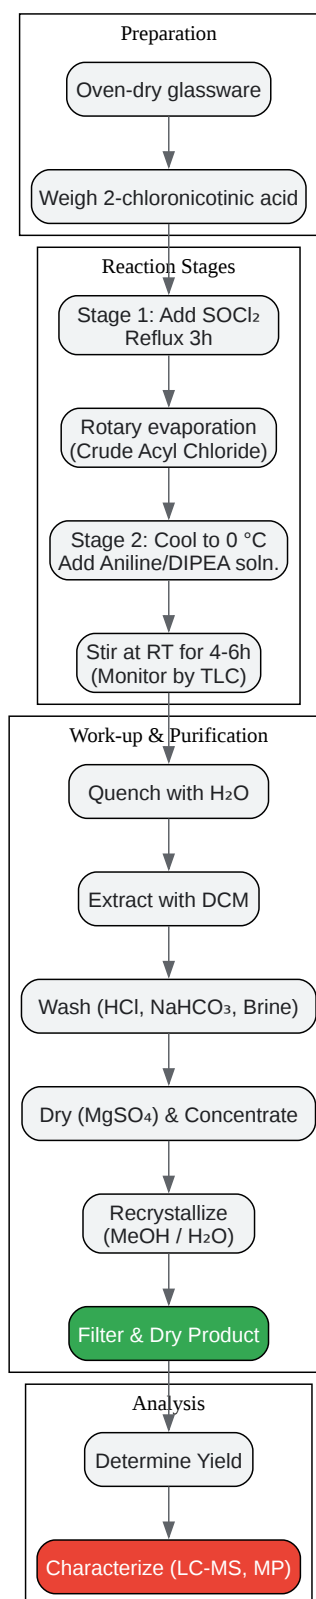 Preparation
Oven-dry glassware
Weigh 2-chloronicotinic acid
Reaction Stages
Stage 1: Add SOCl₂
Reflux 3h
Rotary evaporation
(Crude Acyl Chloride)
Stage 2: Cool to 0 °C
Add Aniline/DIPEA soln.
Stir at RT for 4-6h
(Monitor by TLC)
Work-up & Purification
Quench with H₂O
Extract with DCM
Wash (HCl, NaHCO₃, Brine)
Dry (MgSO₄) & Concentrate
Recrystallize
(MeOH / H₂O)
Filter & Dry Product
Analysis
Determine Yield
Characterize (LC-MS, MP)